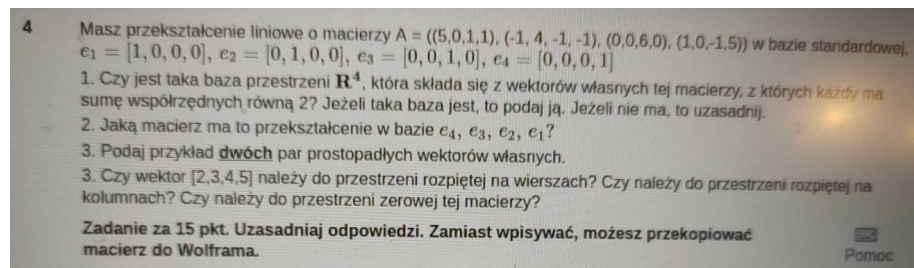 4
Masz przekształcenie liniowe o macierzy A = ((5,0,1,1), (-1, 4, -1, -1), (0,0,6,0), (1,0,-1,5)) w bazie standardowej,
e₁ = [1, 0, 0, 0], e₂ = [0, 1, 0, 0], e₃ = [0, 0, 1, 0], e₄ = [0, 0, 0, 1]
1. Czy jest taka baza przestrzeni R⁴, która składa się z wektorów własnych tej macierzy, z których każdy ma
sumę współrzędnych równą 2? Jeżeli taka baza jest, to podaj ją. Jeżeli nie ma, to uzasadnij.
2. Jaką macierz ma to przekształcenie w bazie e₄, e₃, e₂, e₁?
3. Podaj przykład dwóch par prostopadłych wektorów własnych.
3. Czy wektor [2,3,4,5] należy do przestrzeni rozpiętej na wierszach? Czy należy do przestrzeni rozpiętej na
kolumnach? Czy należy do przestrzeni zerowej tej macierzy?
Zadanie za 15 pkt. Uzasadniaj odpowiedzi. Zamiast wpisywać, możesz przekopiować
macierz do Wolframa.
Pomoc